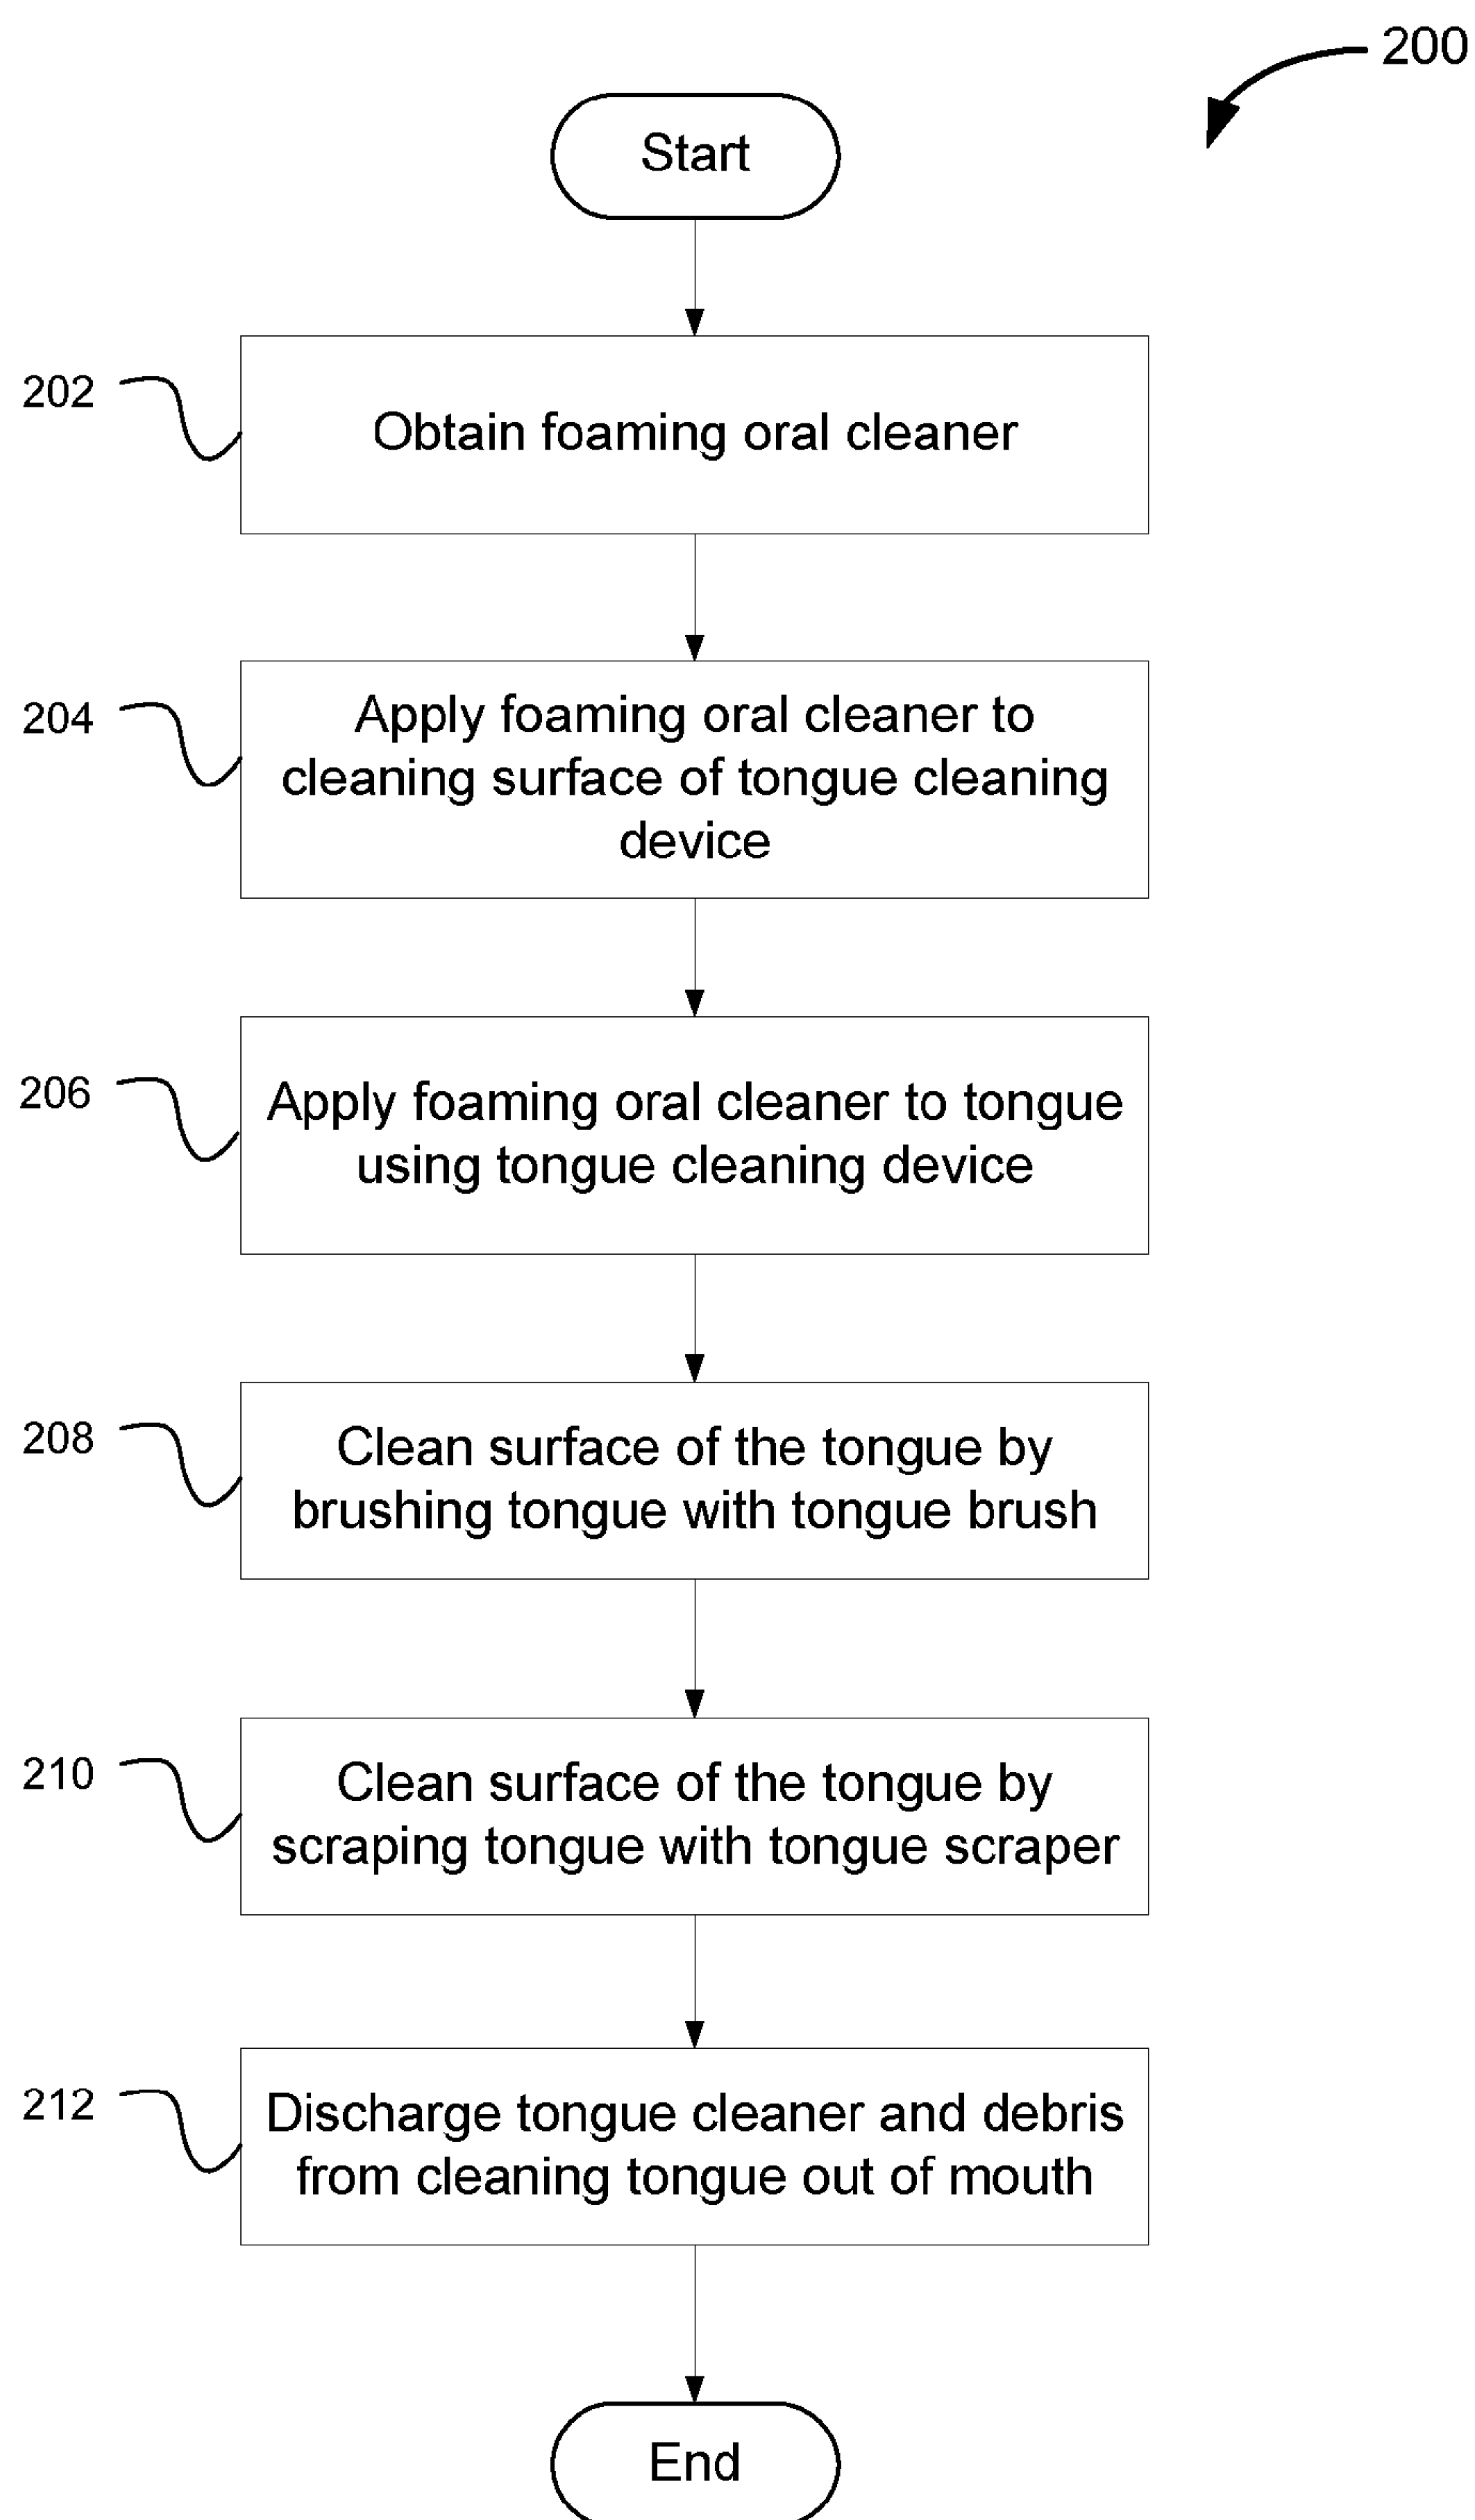 200
Start
202
Obtain foaming oral cleaner
204
Apply foaming oral cleaner to
cleaning surface of tongue cleaning
device
206
Apply foaming oral cleaner to tongue
using tongue cleaning device
208
Clean surface of the tongue by
brushing tongue with tongue brush
210
Clean surface of the tongue by
scraping tongue with tongue scraper
212
Discharge tongue cleaner and debris
from cleaning tongue out of mouth
End